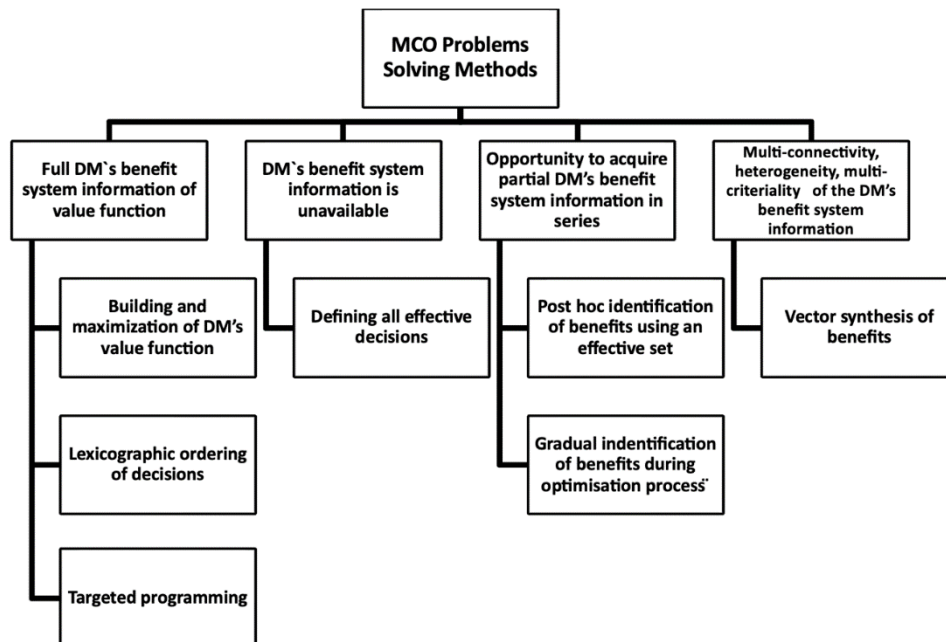 MCO Problems
Solving Methods
Full DM`s benefit
system information of
value function
DM`s benefit system
information is
unavailable
Opportunity to acquire
partial DM’s benefit
system information in
series
Multi-connectivity,
heterogeneity, multi-
criteriality of the DM’s
benefit system
information
Building and
maximization of DM’s
value function
Defining all effective
decisions
Post hoc identification
of benefits using an
effective set
Vector synthesis of
benefits
Lexicographic ordering
of decisions
Gradual indentification
of benefits during
optimisation process¨
Targeted programming